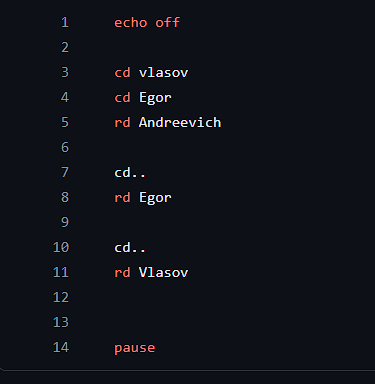 1 echo off
2
3 cd vlasov
4 cd Egor
5 rd Andreevich
6
7 cd..
8 rd Egor
9
10 cd..
11 rd Vlasov
12
13
14 pause